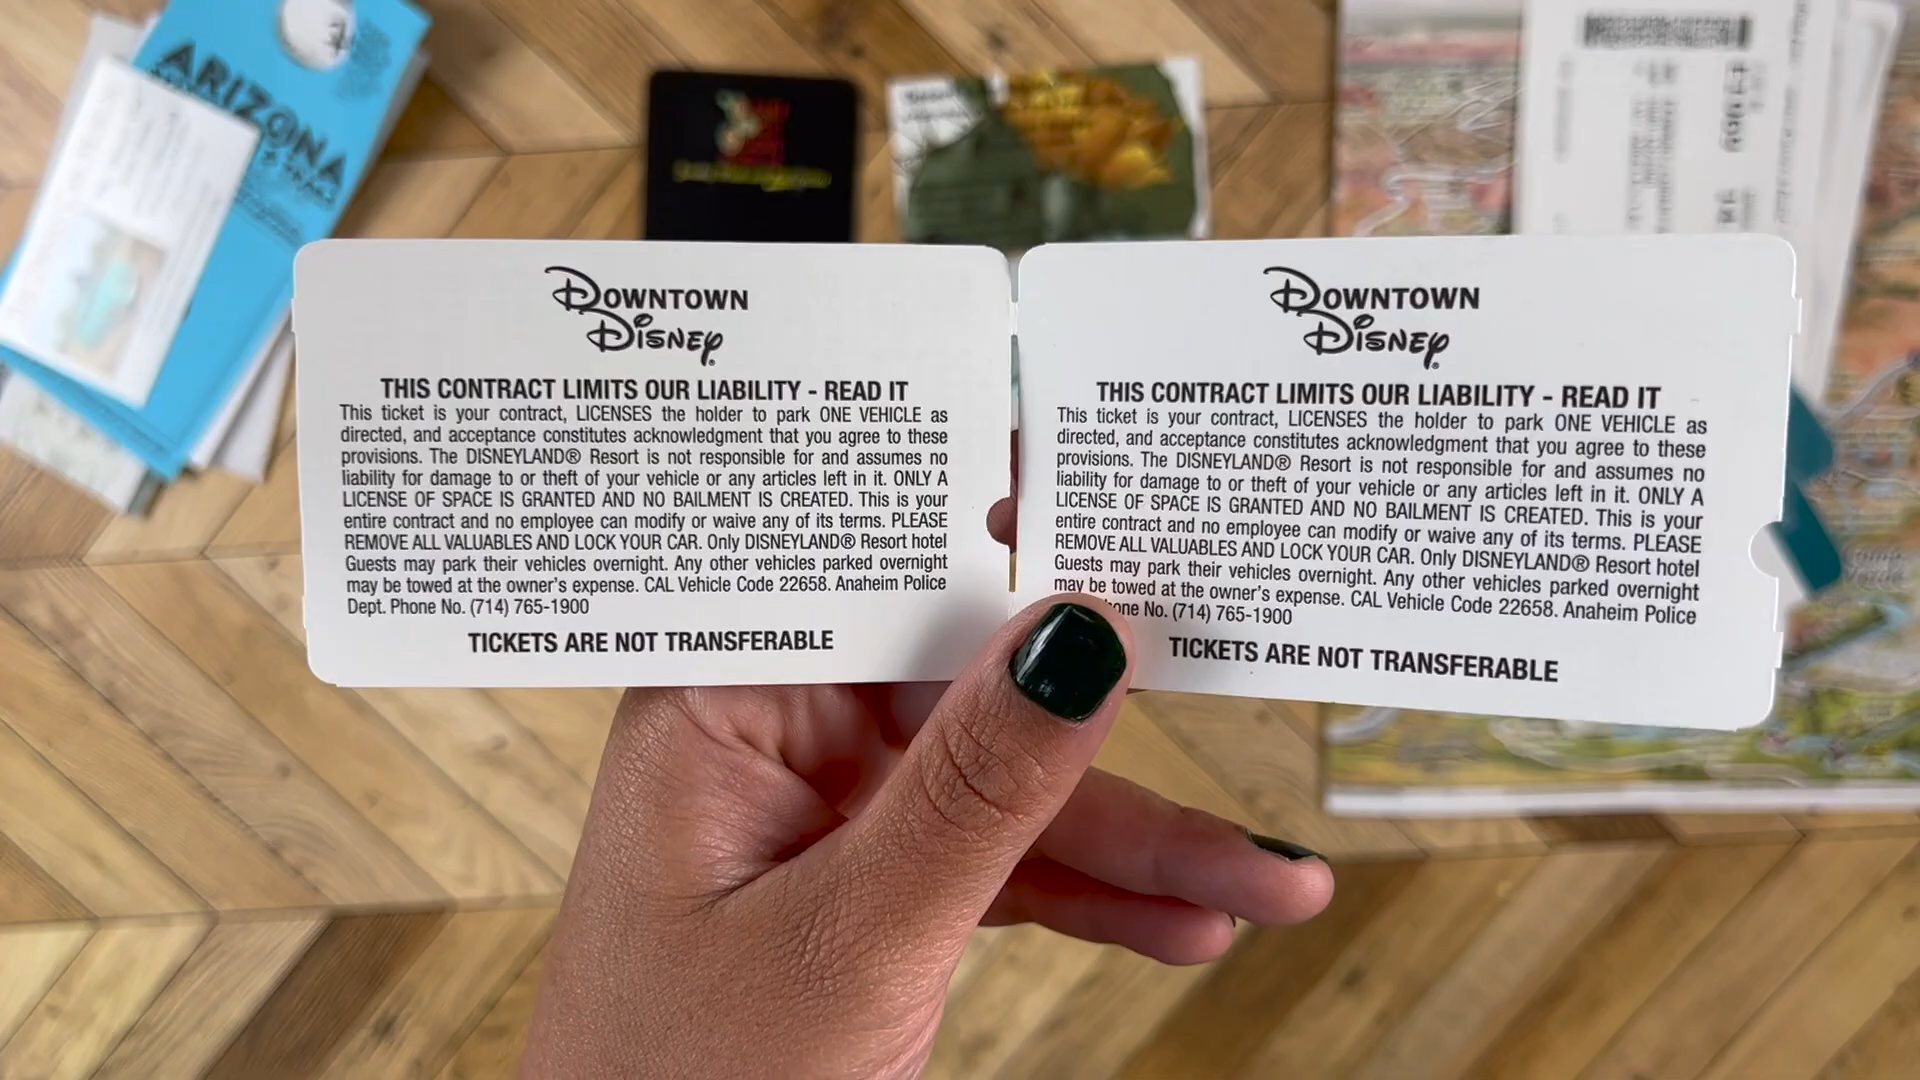 ARIZONA
DOWNTOWN
DISNEY
THIS CONTRACT LIMITS OUR LIABILITY - READ IT
This ticket is your contract, LICENSES the holder to park ONE VEHICLE as
directed, and acceptance constitutes acknowledgment that you agree to these
provisions. The DISNEYLAND® Resort is not responsible for and assumes no
liability for damage to or theft of your vehicle or any articles left in it. ONLY A
LICENSE OF SPACE IS GRANTED AND NO BAILMENT IS CREATED. This is your
entire contract and no employee can modify or waive any of its terms. PLEASE
REMOVE ALL VALUABLES AND LOCK YOUR CAR. Only DISNEYLAND® Resort hotel
Guests may park their vehicles overnight. Any other vehicles parked overnight
may be towed at the owner's expense. CAL Vehicle Code 22658. Anaheim Police
Dept. Phone No. (714) 765-1900
TICKETS ARE NOT TRANSFERABLE
DOWNTOWN
DISNEY
THIS CONTRACT LIMITS OUR LIABILITY - READ IT
This ticket is your contract, LICENSES the holder to park ONE VEHICLE as
directed, and acceptance constitutes acknowledgment that you agree to these
provisions. The DISNEYLAND® Resort is not responsible for and assumes no
liability for damage to or theft of your vehicle or any articles left in it. ONLY A
LICENSE OF SPACE IS GRANTED AND NO BAILMENT IS CREATED. This is your
entire contract and no employee can modify or waive any of its terms. PLEASE
REMOVE ALL VALUABLES AND LOCK YOUR CAR. Only DISNEYLAND® Resort hotel
Guests may park their vehicles overnight. Any other vehicles parked overnight
may be towed at the owner's expense. CAL Vehicle Code 22658. Anaheim Police
No. (714) 765-1900
TICKETS ARE NOT TRANSFERABLE